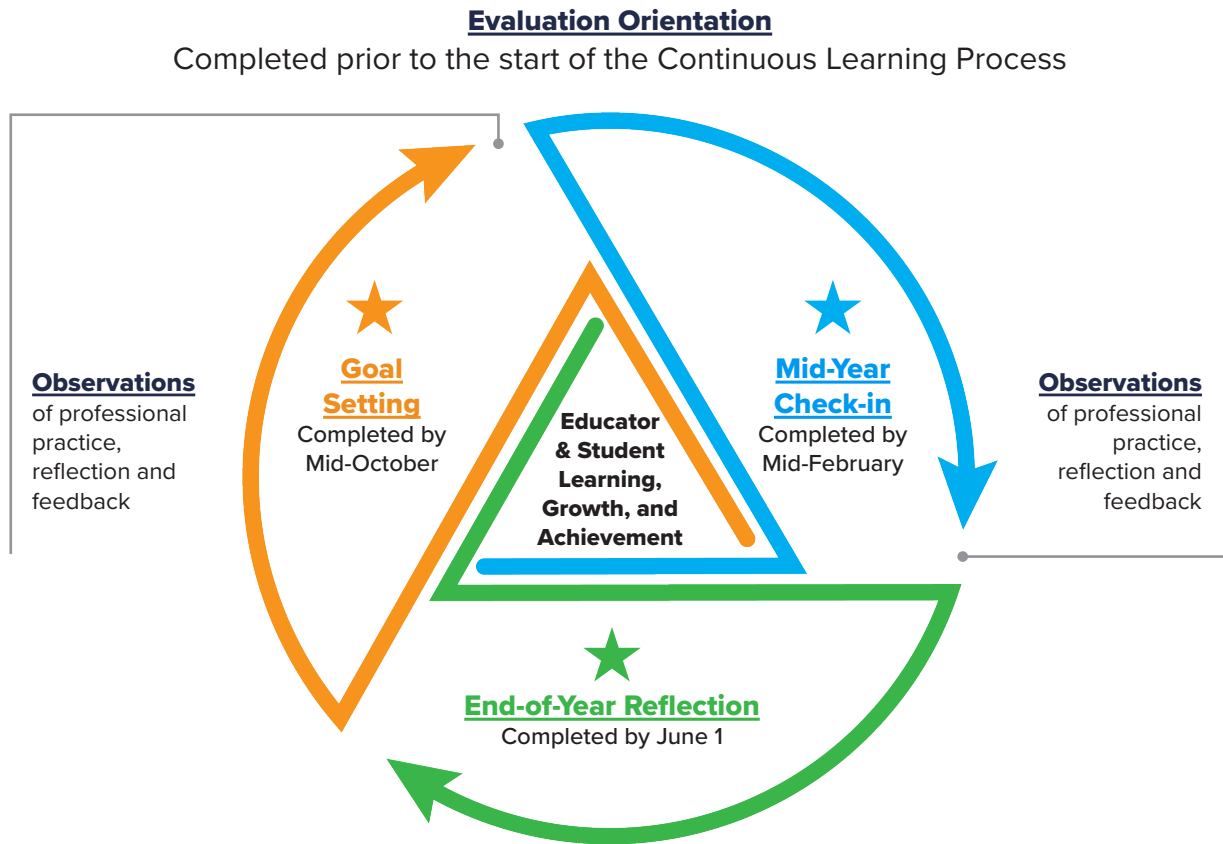 Evaluation Orientation
Completed prior to the start of the Continuous Learning Process
Observations
of professional
practice,
reflection and
feedback
Goal
Setting
Completed by
Mid-October
Educator
& Student
Learning,
Growth, and
Achievement
Mid-Year
Check-in
Completed by
Mid-February
Observations
of professional
practice,
reflection and
feedback
End-of-Year Reflection
Completed by June 1